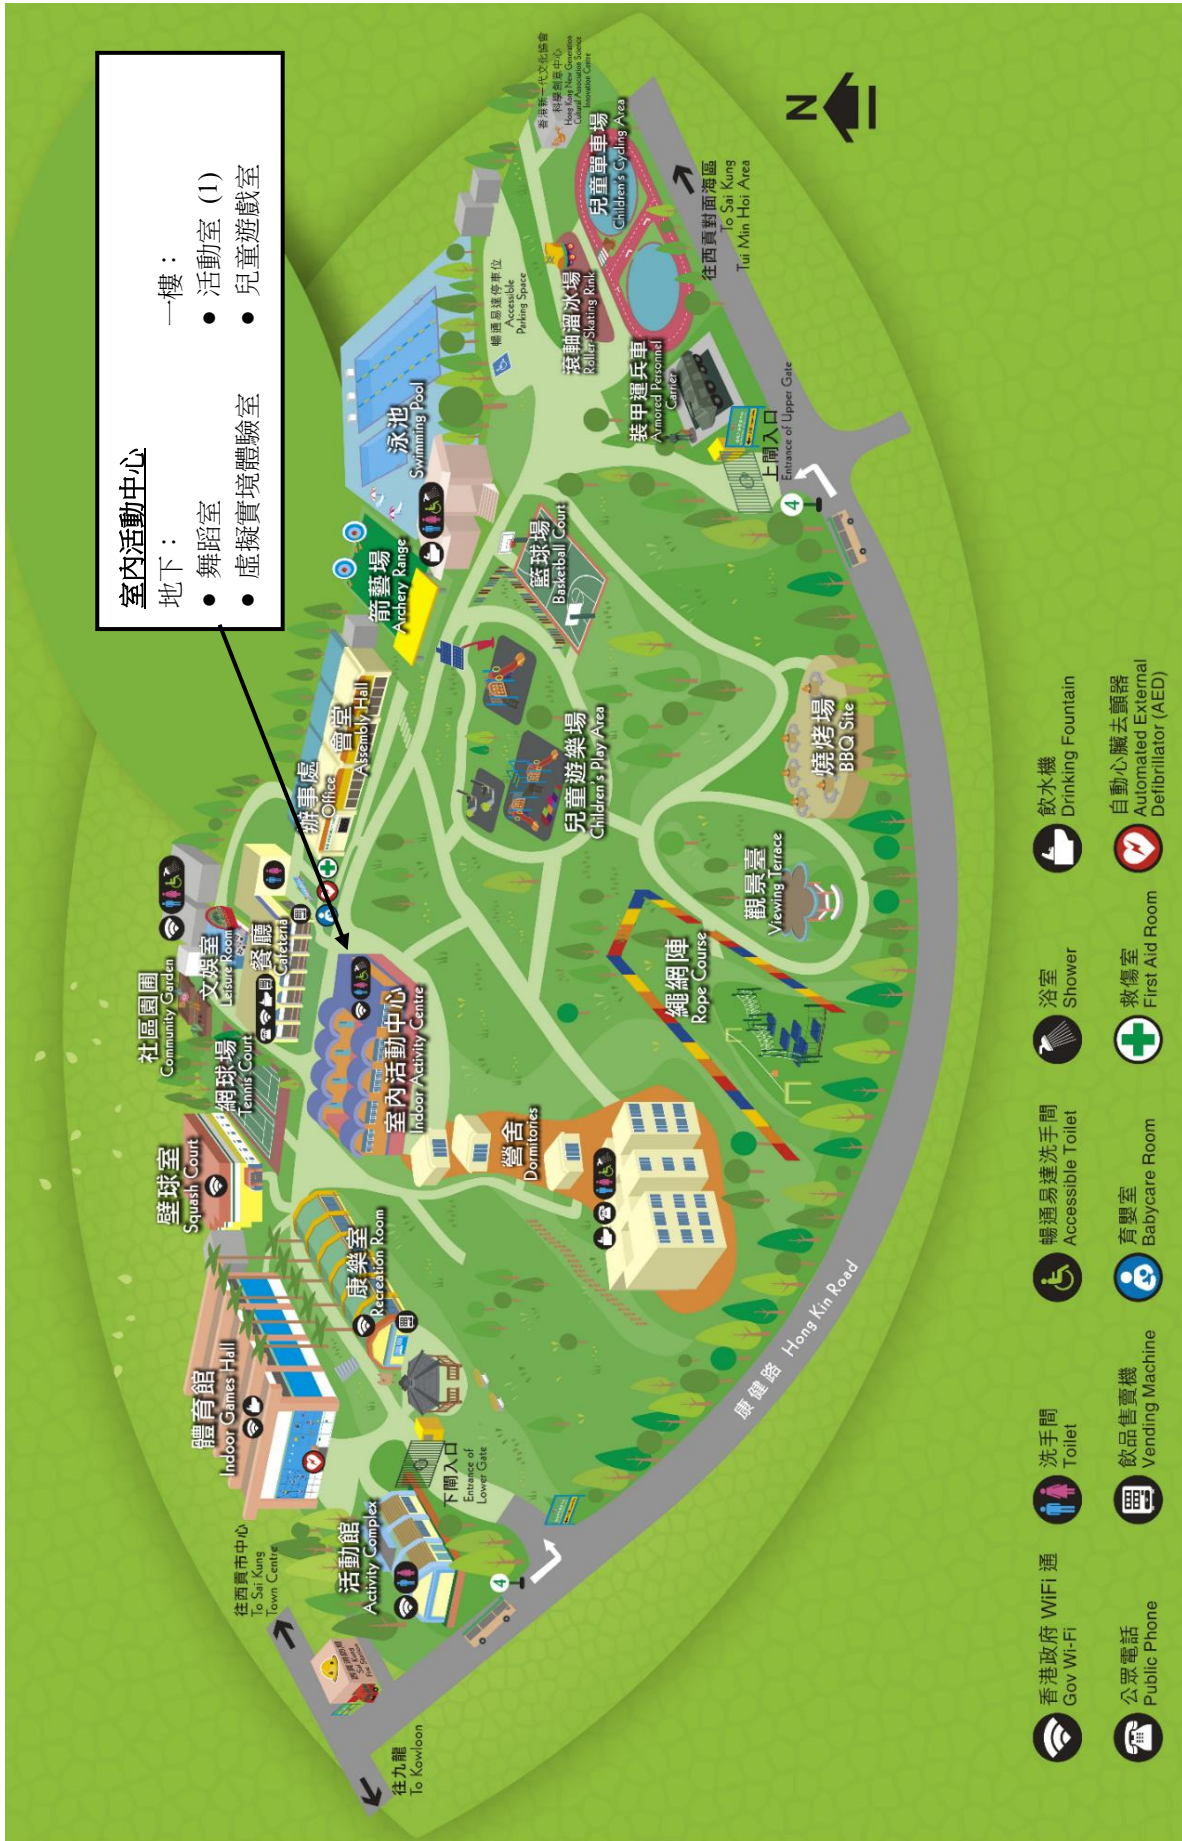 室內活動中心
地下：
● 舞蹈室
● 虛擬實境體驗室
一樓：
● 活動室 (1)
● 兒童遊戲室
N
往九龍
To Kowloon
往西貢市中心
To Sai Kung
Town Centre
活動館
Activity Complex
下閘入口
Entrance of
Lower Gate
4
體育館
Indoor Games Hall
康樂室
Recreation Room
壁球室
Squash Court
網球場
Tennis Court
社區園圃
Community Garden
文娛室
Leisure Room
餐廳
Cafeteria
室內活動中心
Indoor Activity Centre
營舍
Dormitories
辦事處
Office
會堂
Assembly Hall
箭藝場
Archery Range
泳池
Swimming Pool
暢通易達停車位
Accessible
Parking Space
香港新一代文化協會
科學創意中心
Hong Kong New Generation
Cultural Association Science
Innovation Centre
兒童單車場
Children's Cycling Area
滾軸溜冰場
Roller Skating Rink
裝甲運兵車
Armored Personnel
Carrier
上閘入口
Entrance of Upper Gate
4
往西貢對面海區
To Sai Kung
Tui Min Hoi Area
籃球場
Basketball Court
兒童遊樂場
Children's Play Area
燒烤場
BBQ Site
觀景臺
Viewing Terrace
繩網陣
Rope Course
康健路 Hong Kin Road
香港政府 WiFi 通
Gov Wi-Fi
洗手間
Toilet
暢通易達洗手間
Accessible Toilet
浴室
Shower
飲水機
Drinking Fountain
公眾電話
Public Phone
飲品售賣機
Vending Machine
育嬰室
Babycare Room
救傷室
First Aid Room
自動心臟去顫器
Automated External
Defibrillator (AED)